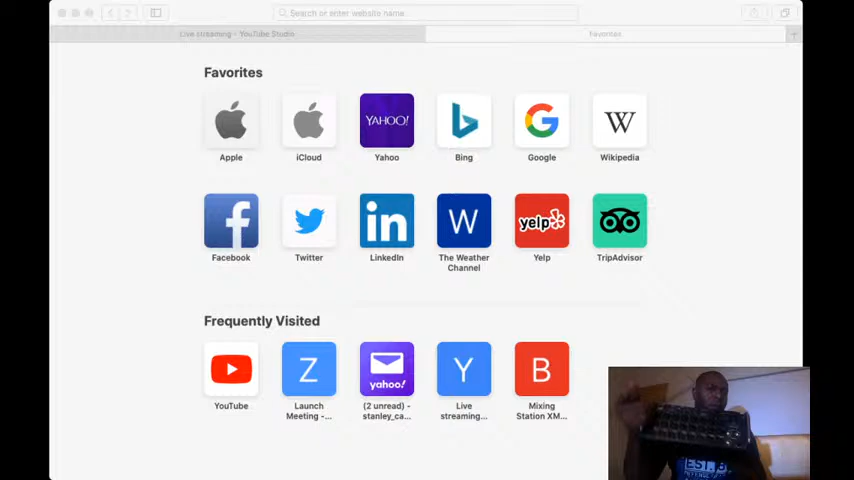 Search or enter website name
Live streaming - YouTube Studio
Favorites
Favorites
YAHOO!
W
Apple
iCloud
Yahoo
Bing
Google
Wikipedia
f
in
W
yelp
Facebook
Twitter
LinkedIn
The Weather
Channel
Yelp
TripAdvisor
Frequently Visited
Z
yahoo!
Y
B
YouTube
Launch
Meeting -...
(2 unread) -
stanley_ca...
Live
streaming...
Mixing
Station XM...
EST.